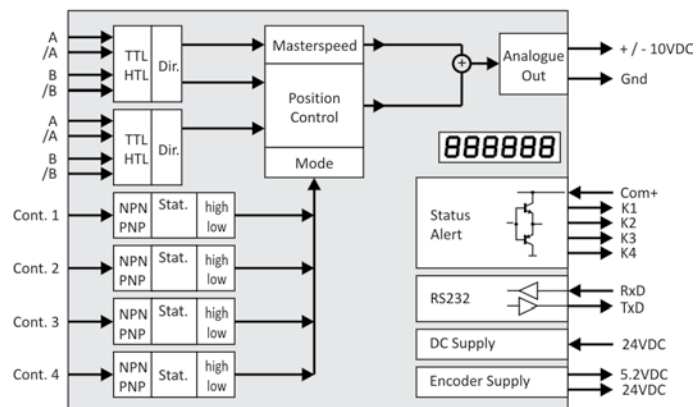 A
/A
B
/B
TTL
HTL
Dir.
A
/A
B
/B
TTL
HTL
Dir.
Masterspeed
Position
Control
Mode
+
Analogue
Out
+ / - 10VDC
Gnd
888888
Cont. 1
NPN
PNP
Stat.
high
low
Cont. 2
NPN
PNP
Stat.
high
low
Cont. 3
NPN
PNP
Stat.
high
low
Cont. 4
NPN
PNP
Stat.
high
low
Status
Alert
Com+
K1
K2
K3
K4
RS232
RxD
TxD
DC Supply
24VDC
Encoder Supply
5.2VDC
24VDC